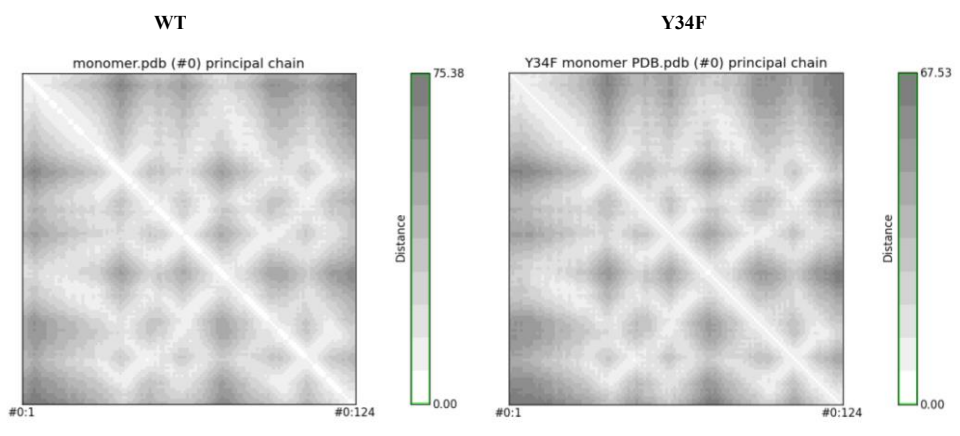 WT
Y34F
monomer.pdb (#0) principal chain
Y34F monomer PDB.pdb (#0) principal chain
75.38
67.53
Distance
Distance
0.00
0.00
#0:1
#0:124
#0:1
#0:124